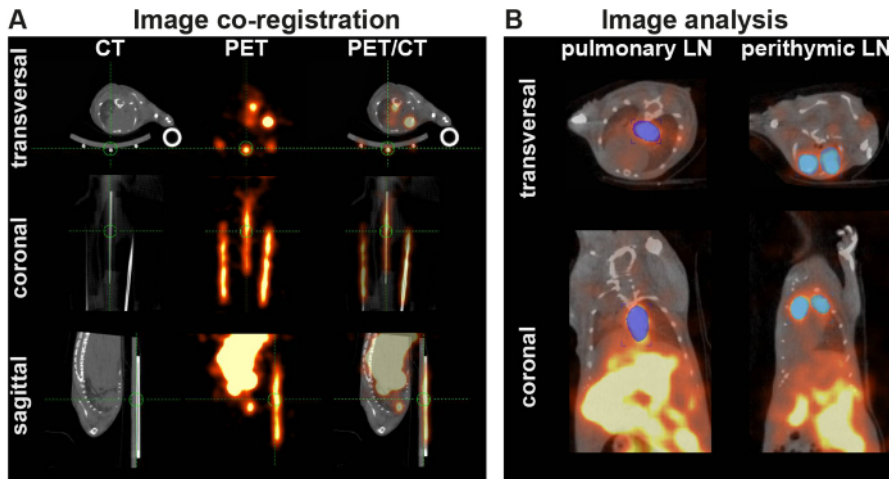 A Image co-registration
CT PET PET/CT
transversal
coronal
sagittal
B Image analysis
pulmonary LN perithymic LN
transversal
coronal